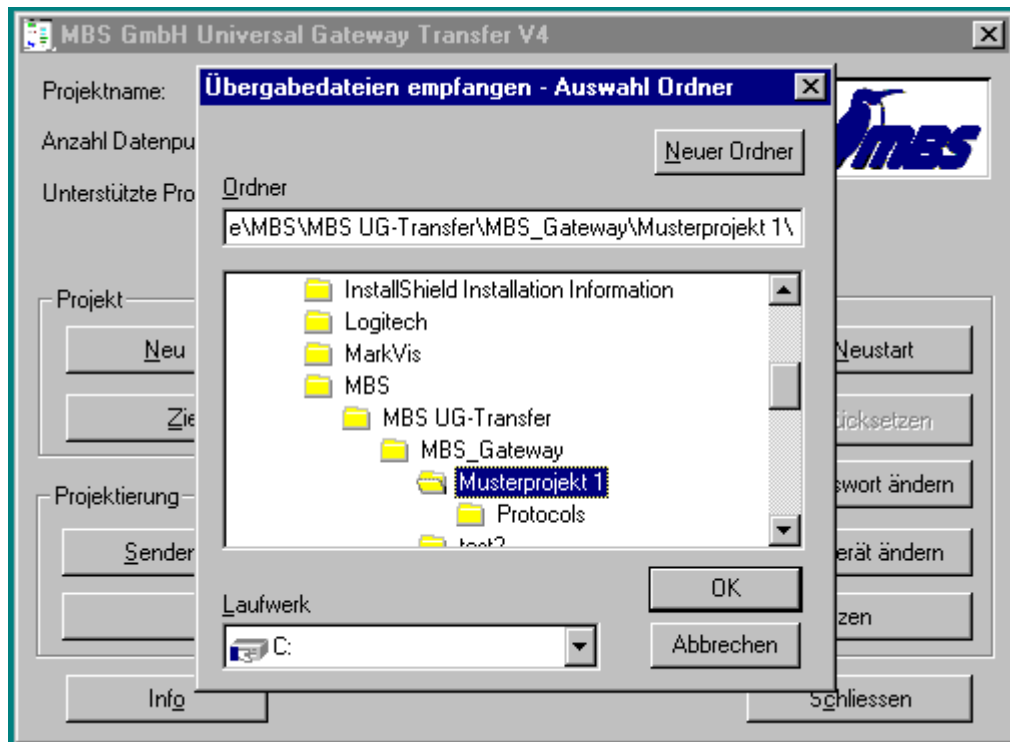 MBS GmbH Universal Gateway Transfer V4
Projektname:
Übergabedateien empfangen - Auswahl Ordner
mbs
Anzahl Datenpu
Neuer Ordner
Unterstützte Pro
Ordner
e\MBS\MBS UG-Transfer\MBS_Gateway\Musterprojekt 1\
InstallShield Installation Information
Projekt
Logitech
Neu
MarkVis
Neustart
MBS
Zie
MBS UG-Transfer
ücksetzen
MBS_Gateway
Musterprojekt 1
Projektierung
swort ändern
Protocols
test2
Sender
erät ändern
OK
Laufwerk
zen
C:
Abbrechen
Info
Schliessen